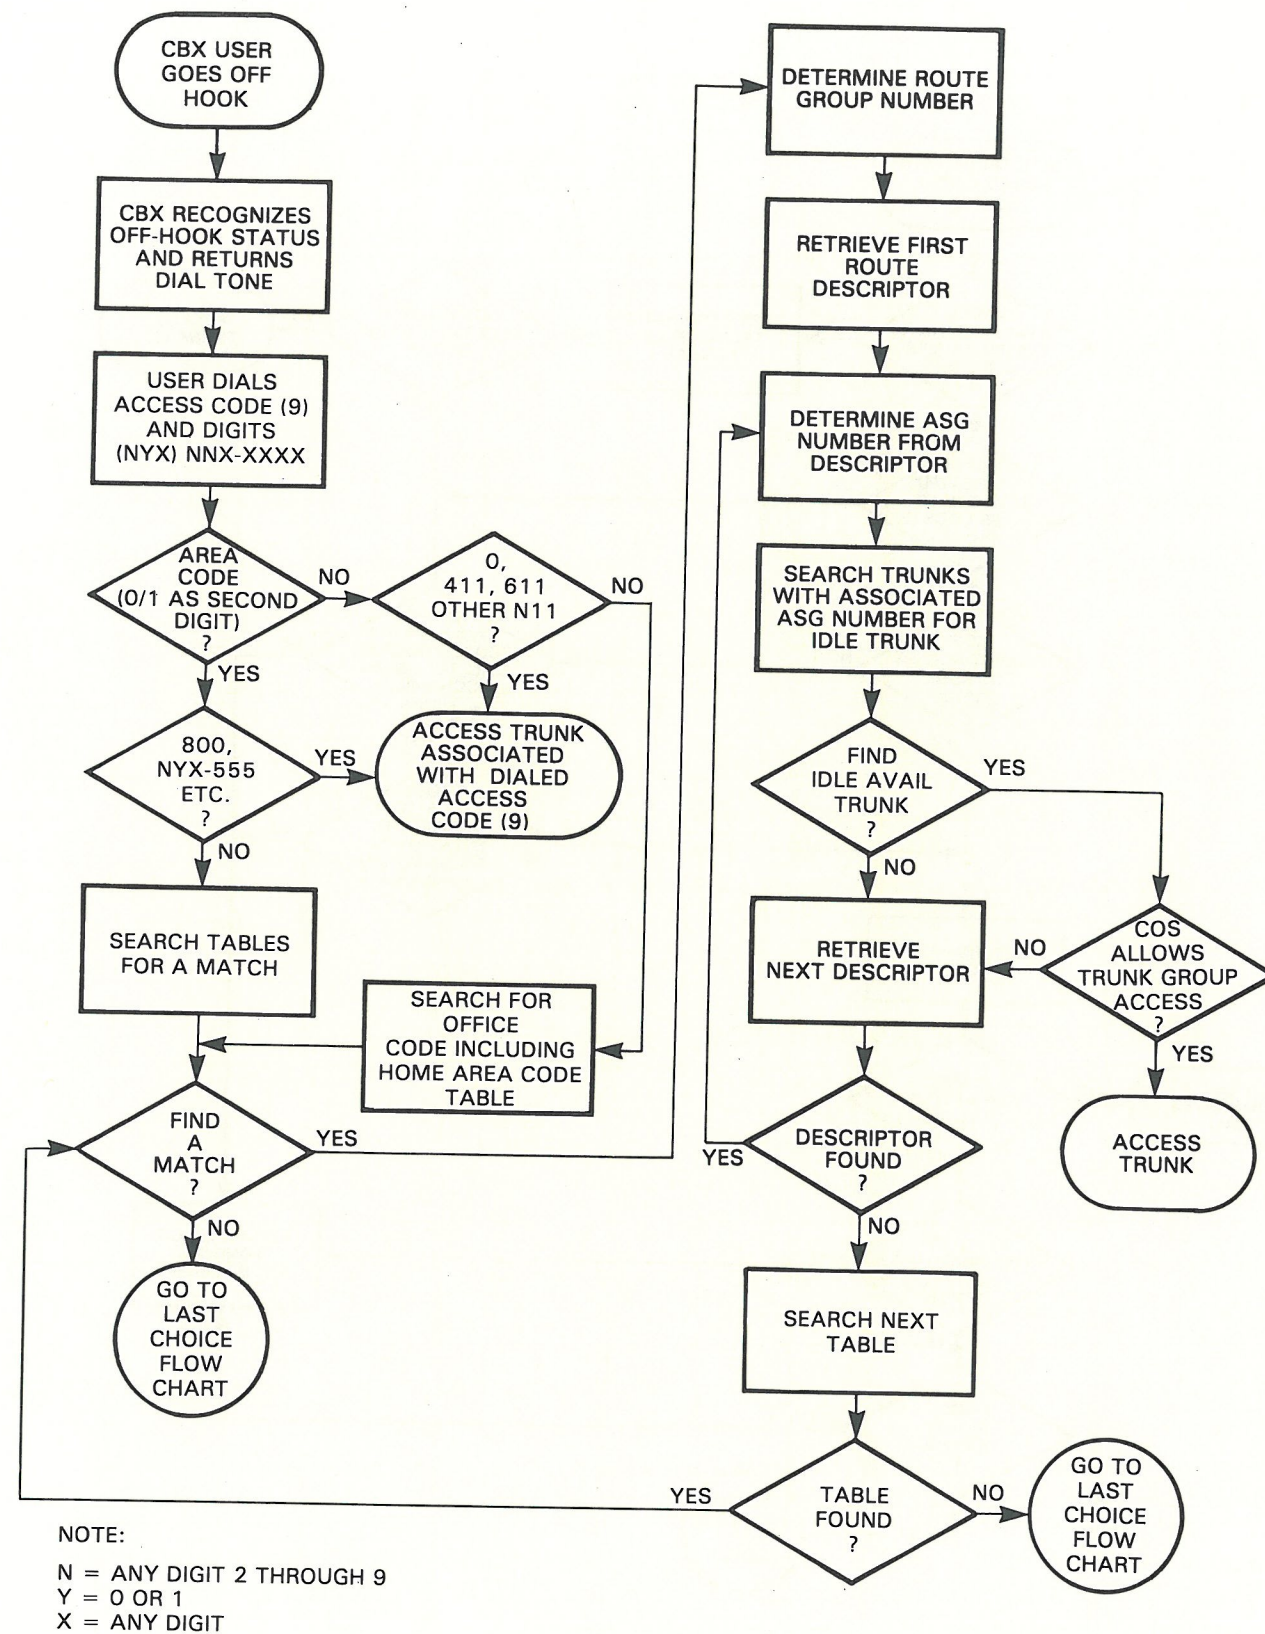 CBX USER
GOES OFF
HOOK
CBX RECOGNIZES
OFF-HOOK STATUS
AND RETURNS
DIAL TONE
USER DIALS
ACCESS CODE (9)
AND DIGITS
(NYX) NNX-XXXX
AREA
CODE
(0/1 AS SECOND
DIGIT)
?
NO
YES
0,
411, 611
OTHER N11
?
NO
YES
800,
NYX-555
ETC.
?
YES
NO
ACCESS TRUNK
ASSOCIATED
WITH DIALED
ACCESS
CODE (9)
SEARCH TABLES
FOR A MATCH
SEARCH FOR
OFFICE
CODE INCLUDING
HOME AREA CODE
TABLE
FIND
A
MATCH
?
YES
NO
GO TO
LAST
CHOICE
FLOW
CHART
DETERMINE ROUTE
GROUP NUMBER
RETRIEVE FIRST
ROUTE
DESCRIPTOR
DETERMINE ASG
NUMBER FROM
DESCRIPTOR
SEARCH TRUNKS
WITH ASSOCIATED
ASG NUMBER FOR
IDLE TRUNK
FIND
IDLE AVAIL
TRUNK
?
YES
NO
RETRIEVE
NEXT DESCRIPTOR
NO
COS
ALLOWS
TRUNK GROUP
ACCESS
?
YES
ACCESS
TRUNK
DESCRIPTOR
FOUND
?
YES
NO
SEARCH NEXT
TABLE
TABLE
FOUND
?
YES
NO
GO TO
LAST
CHOICE
FLOW
CHART
NOTE:
N = ANY DIGIT 2 THROUGH 9
Y = 0 OR 1
X = ANY DIGIT